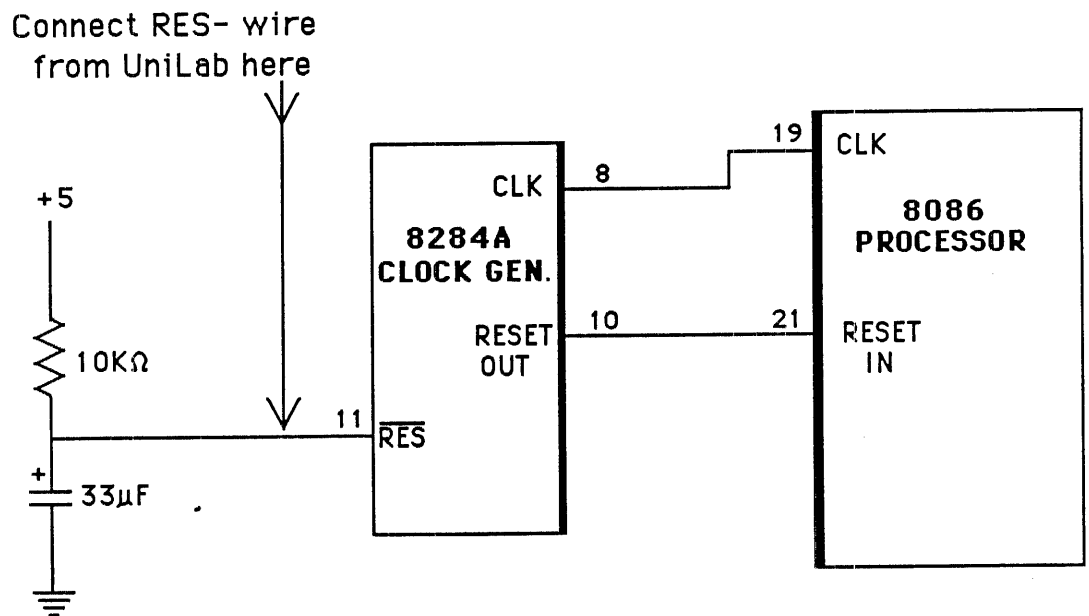 Connect RES- wire
from UniLab here
+5
10KΩ
+
33µF
11
RES
8284A
CLOCK GEN.
CLK
8
RESET
OUT
10
19
CLK
8086
PROCESSOR
21
RESET
IN